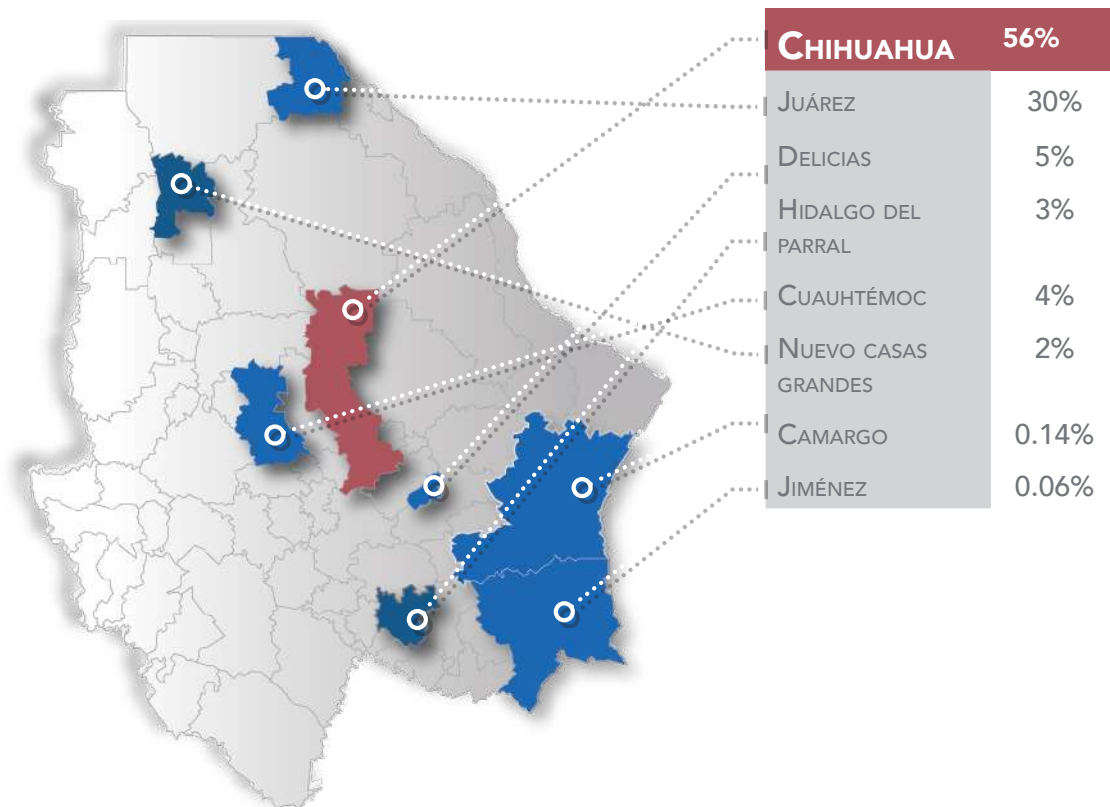 CHIHUAHUA 56%
JUÁREZ 30%
DELICIAS 5%
HIDALGO DEL 3%
PARRAL
CUAUHTÉMOC 4%
NUEVO CASAS 2%
GRANDES
CAMARGO 0.14%
JIMÉNEZ 0.06%